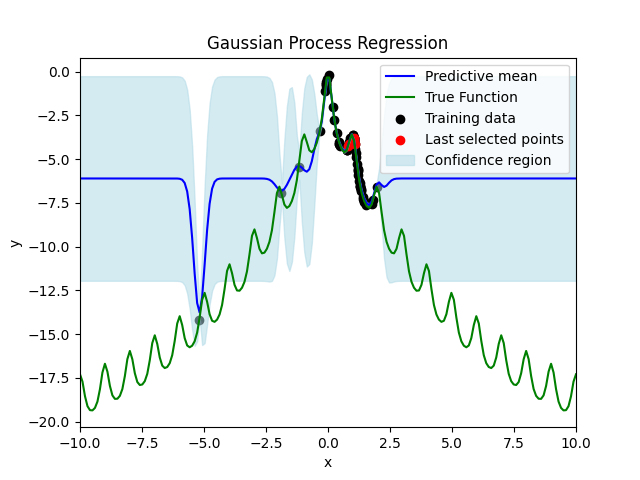 Gaussian Process Regression
Predictive mean
True Function
Training data
Last selected points
Confidence region
0.0
−2.5
−5.0
−7.5
−10.0
−12.5
−15.0
−17.5
−20.0
y
−10.0 −7.5 −5.0 −2.5 0.0 2.5 5.0 7.5 10.0
x